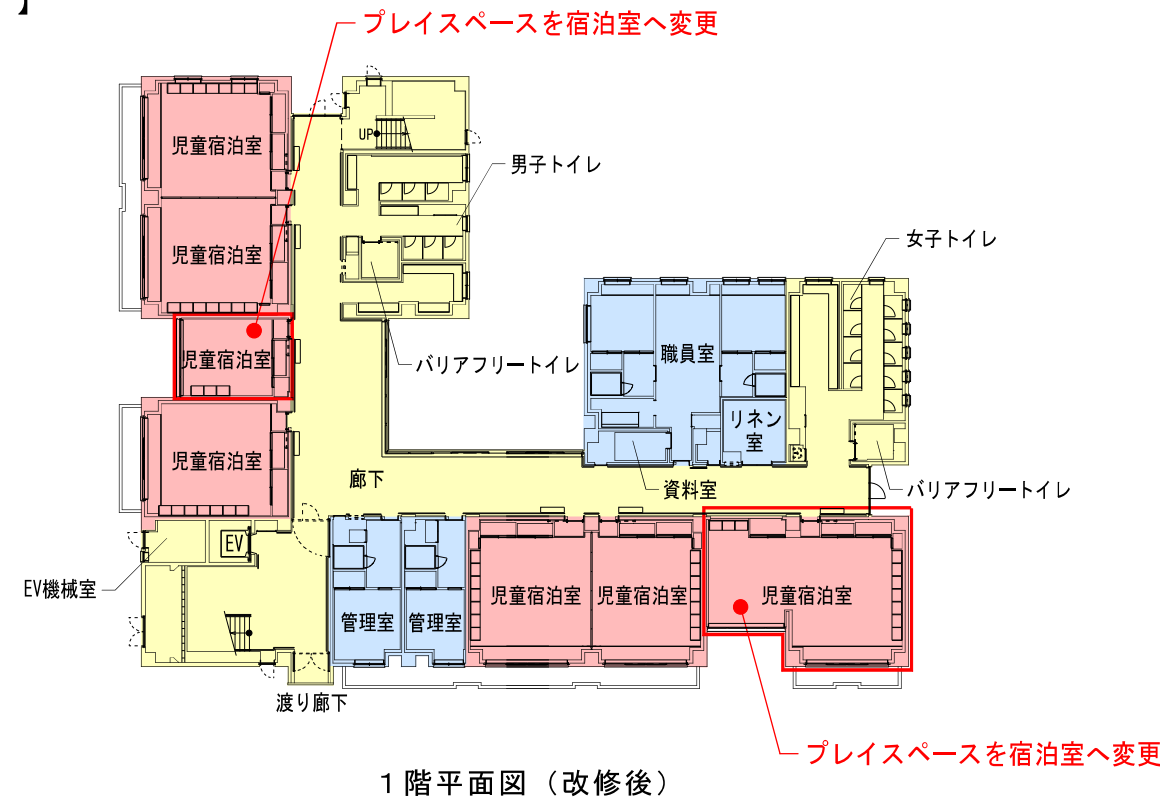 】
プレイスペースを宿泊室へ変更
児童宿泊室
UP
男子トイレ
児童宿泊室
女子トイレ
児童宿泊室
バリアフリートイレ
職員室
リネン
室
児童宿泊室
廊下
資料室
バリアフリートイレ
EV
EV機械室
管理室
管理室
児童宿泊室
児童宿泊室
児童宿泊室
渡り廊下
プレイスペースを宿泊室へ変更
1階平面図（改修後）